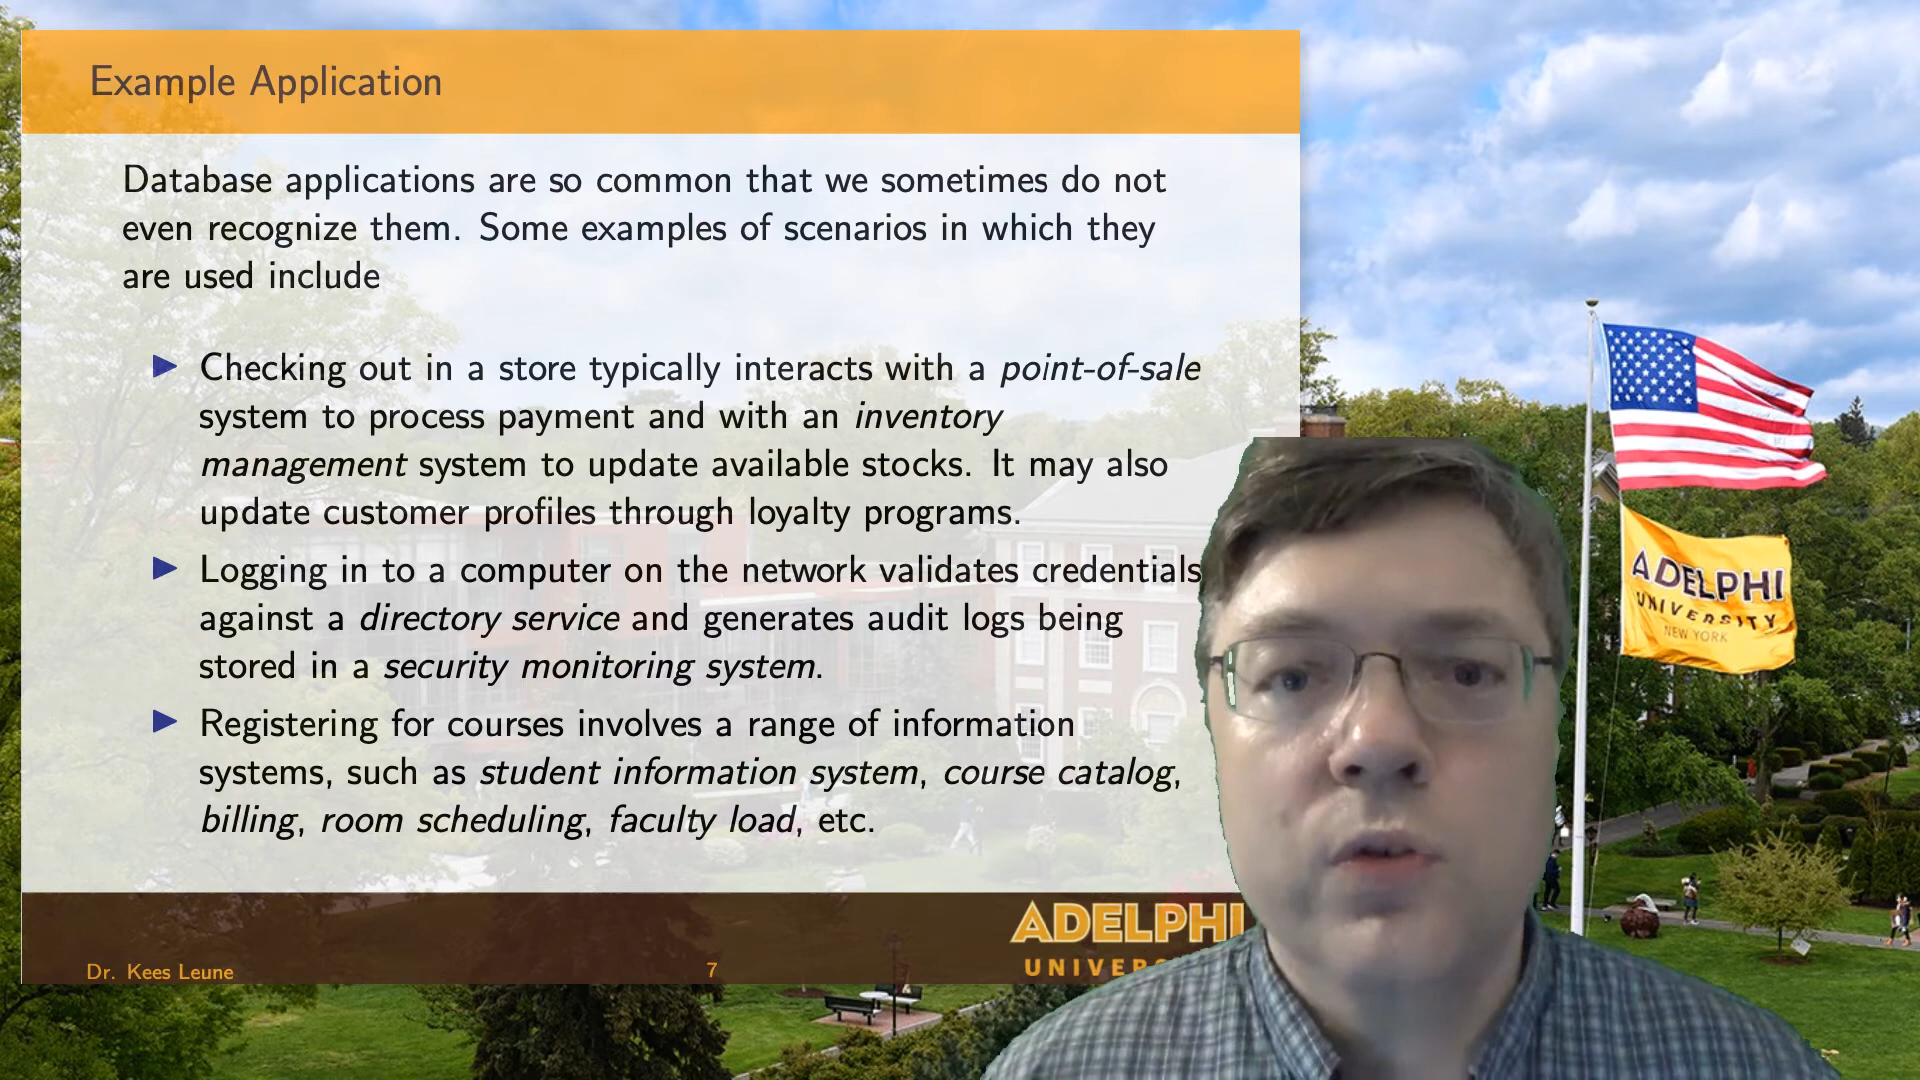 Example Application
Database applications are so common that we sometimes do not
even recognize them. Some examples of scenarios in which they
are used include
Checking out in a store typically interacts with a point-of-sale
system to process payment and with an inventory
management system to update available stocks. It may also
update customer profiles through loyalty programs.
Logging in to a computer on the network validates credentials
against a directory service and generates audit logs being
stored in a security monitoring system.
Registering for courses involves a range of information
systems, such as student information system, course catalog,
billing, room scheduling, faculty load, etc.
Dr. Kees Leune
7
ADELPHI
ADELPHI
UNIVERSITY
NEW YORK